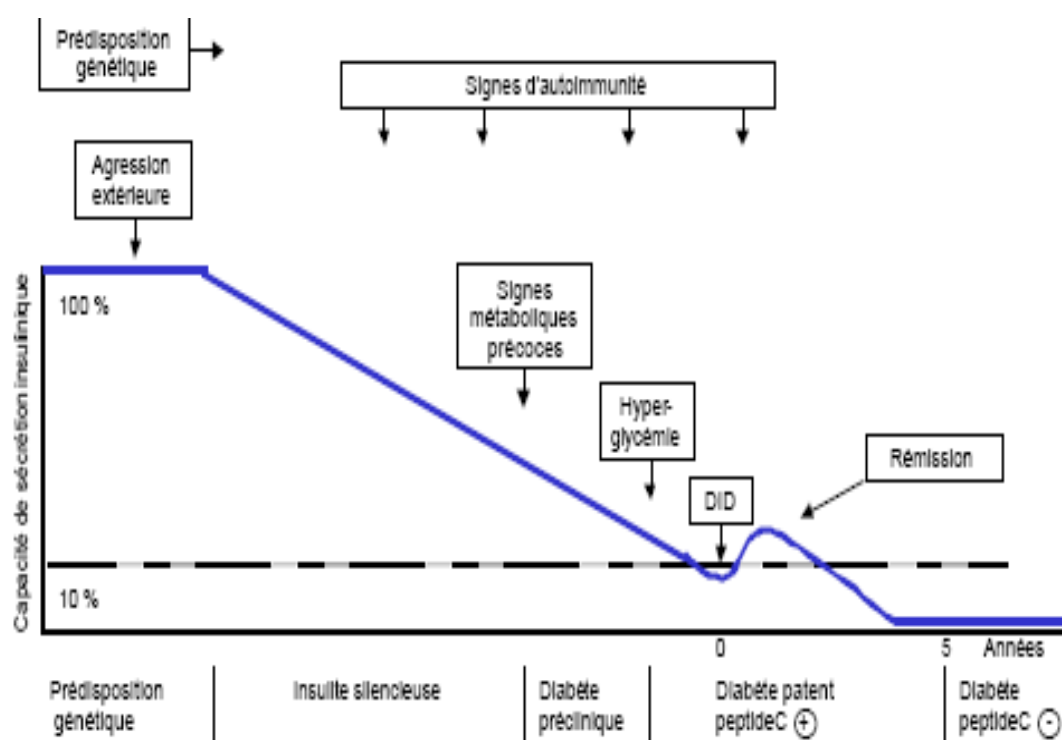 Prédisposition
génétique
Signes d'autoimmunité
Agression
extérieure
Capacité de sécrétion insulinique
100 %
Signes
métaboliques
précoces
Hyper-
glycémie
Rémission
DID
10 %
0
5 Années
Prédisposition
génétique
Insulite silencieuse
Diabète
préclinique
Diabète patent
peptideC +
Diabète
peptideC -